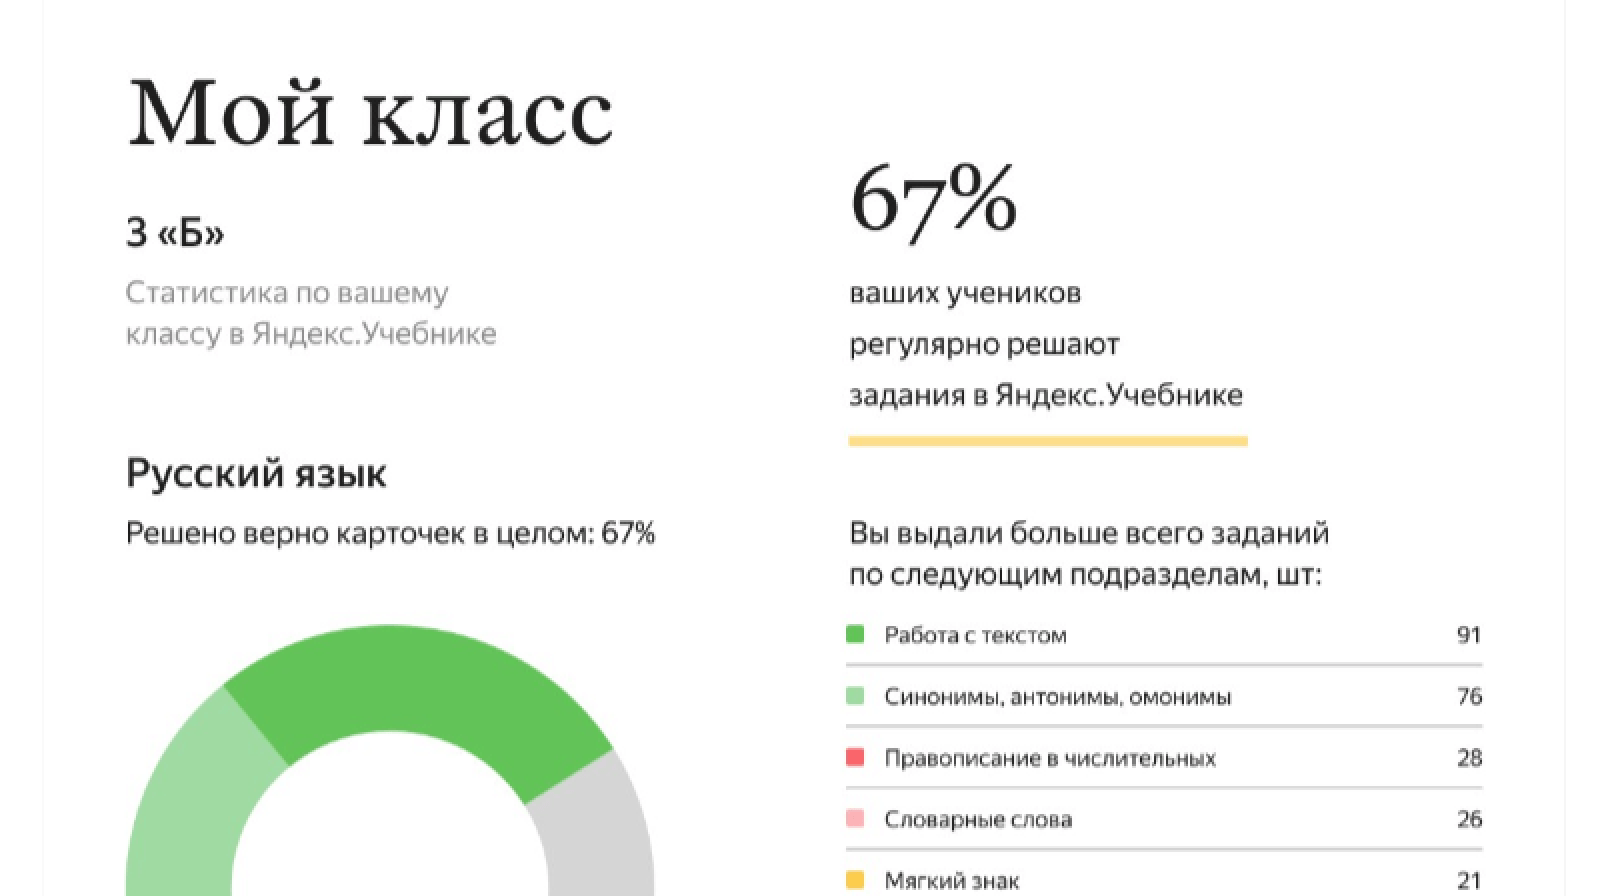 Мой класс
3 «Б»
Статистика по вашему
классу в Яндекс.Учебнике
67%
ваших учеников
регулярно решают
задания в Яндекс.Учебнике
Русский язык
Решено верно карточек в целом: 67%
Вы выдали больше всего заданий
по следующим подразделам, шт:
Работа с текстом 91
Синонимы, антонимы, омонимы 76
Правописание в числительных 28
Словарные слова 26
Мягкий знак 21